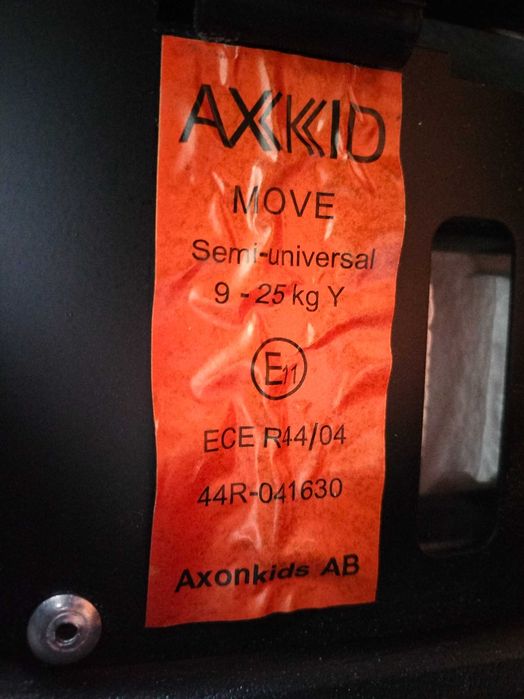 AXKID
MOVE
Semi-universal
9 - 25 kg Y
E11
ECE R44/04
44R-041630
Axonkids AB